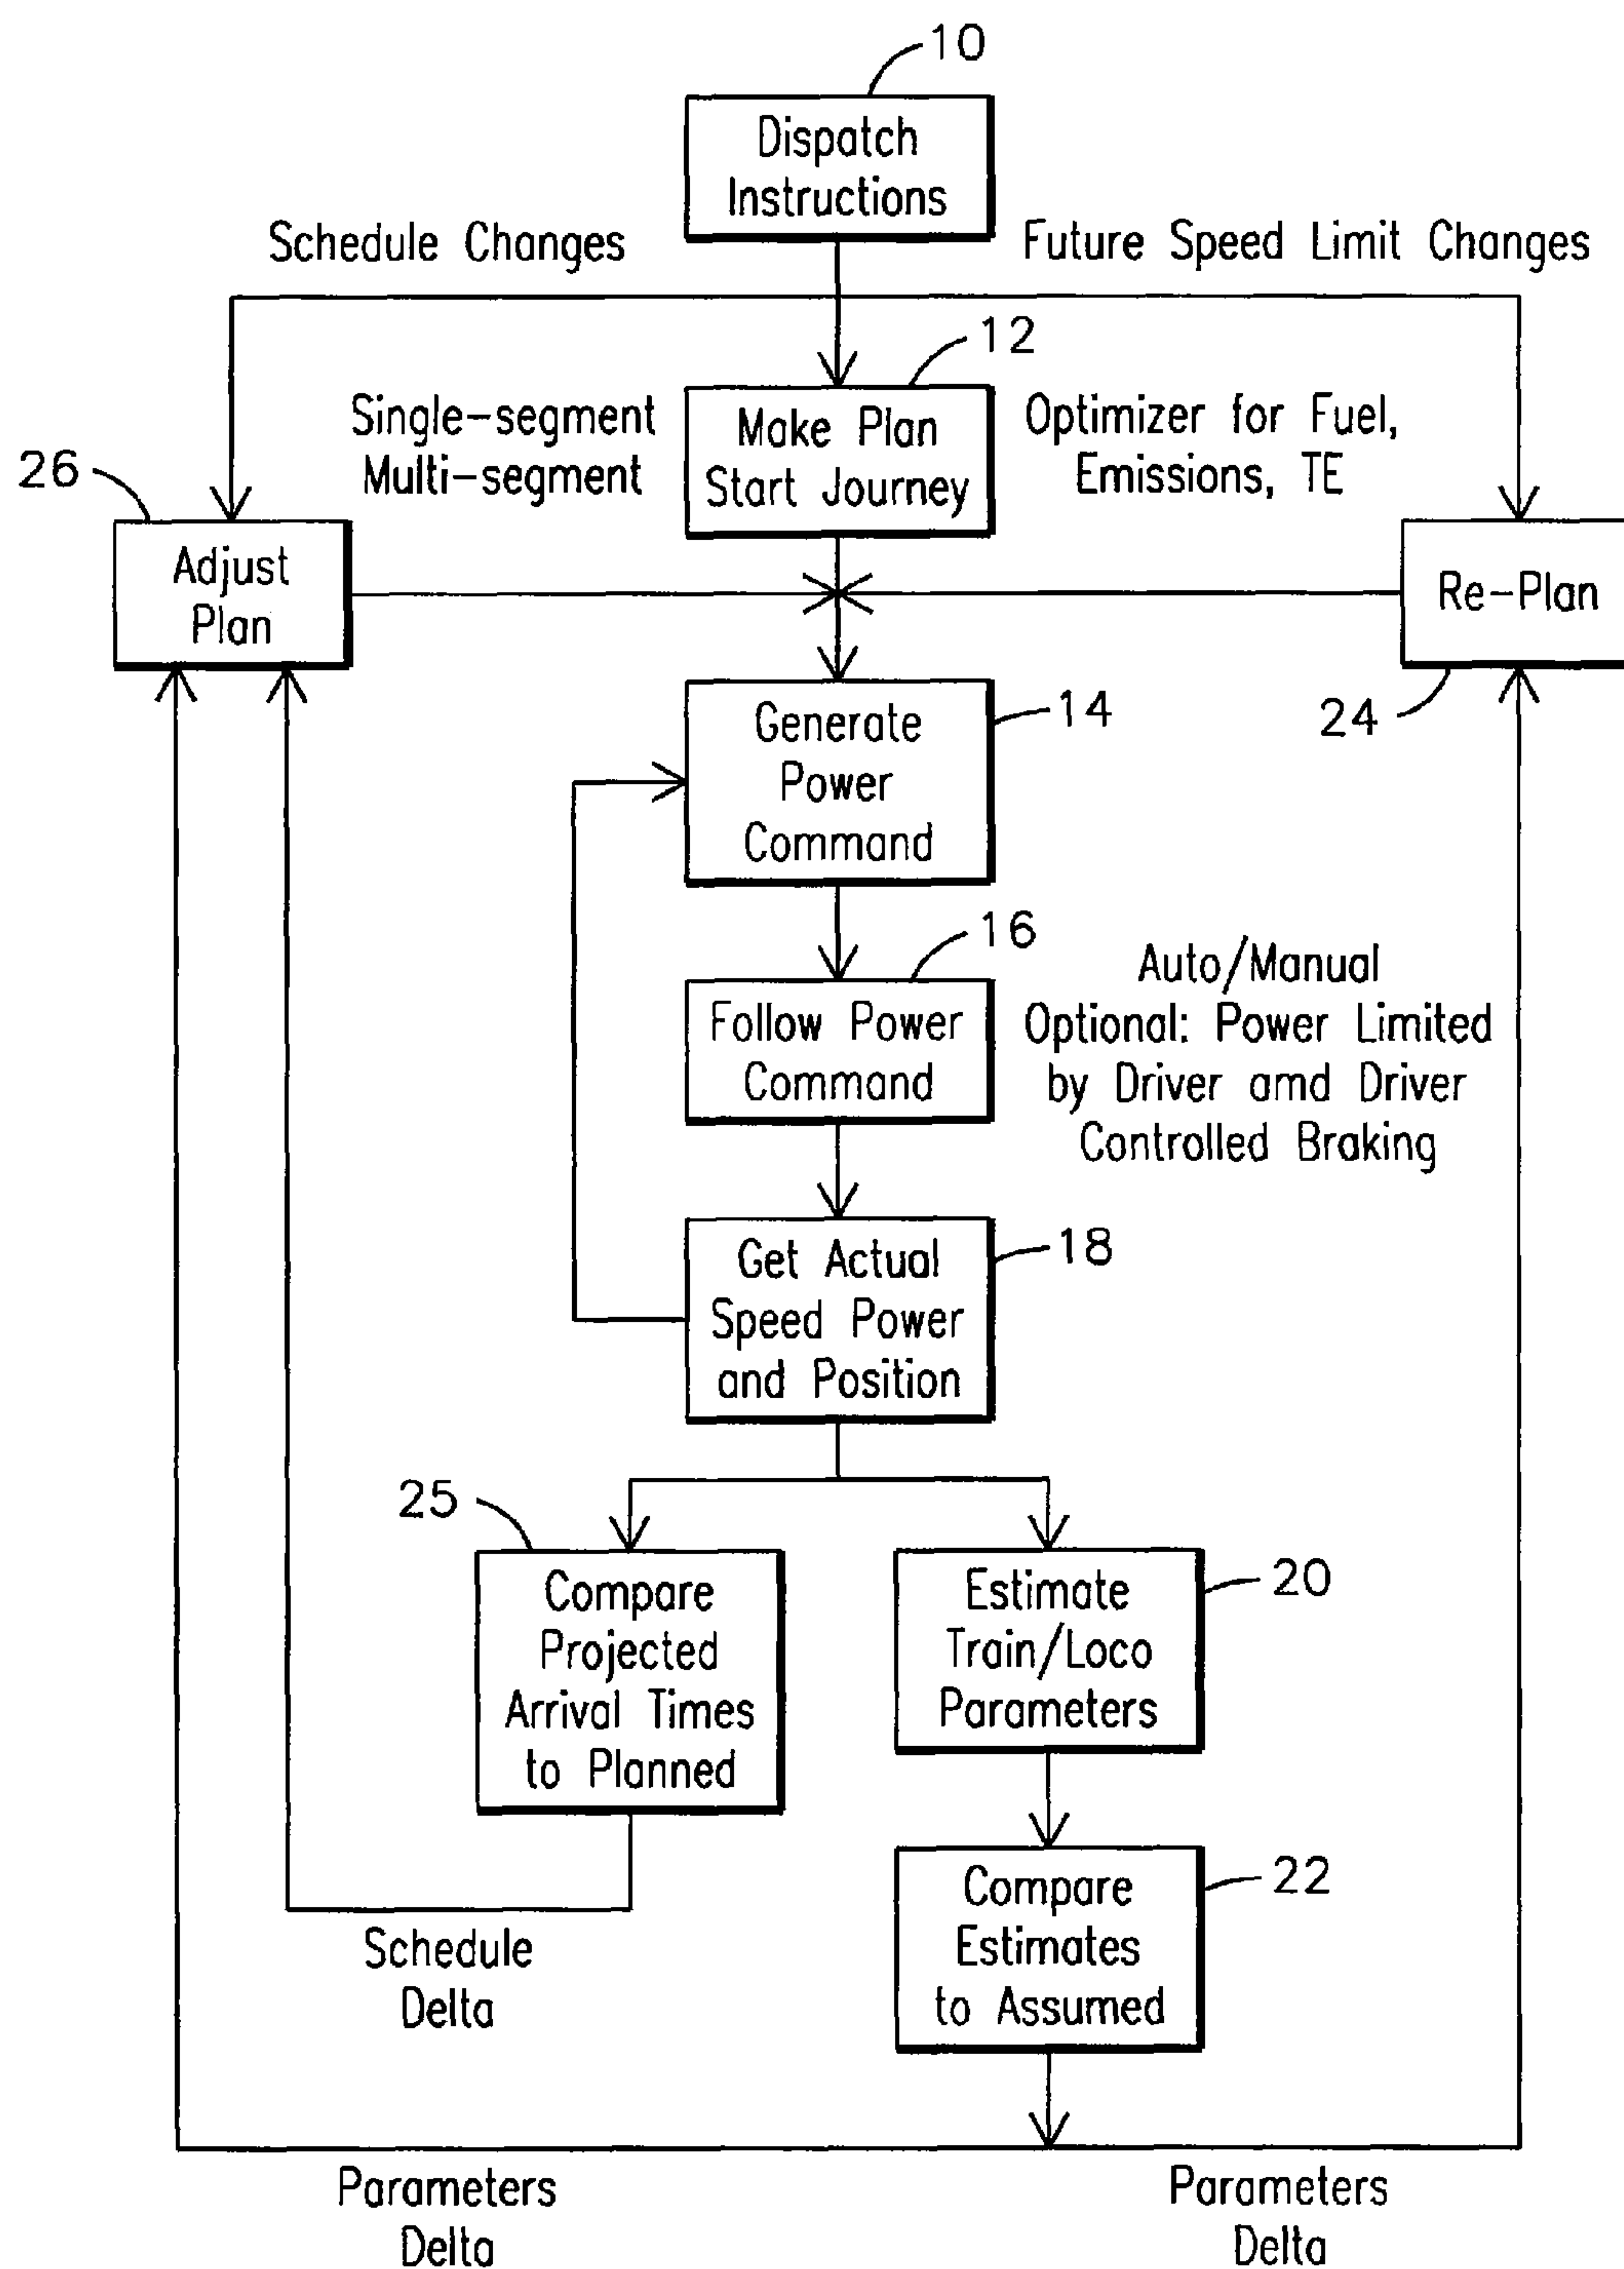 10
Dispatch
Instructions
Schedule Changes
Future Speed Limit Changes
12
Single-segment
Multi-segment
Make Plan
Start Journey
Optimizer for Fuel,
Emissions, TE
26
Adjust
Plan
Re-Plan
24
Generate
Power
Command
14
16
Follow Power
Command
Auto/Manual
Optional: Power Limited
by Driver amd Driver
Controlled Braking
Get Actual
Speed Power
and Position
18
25
Compare
Projected
Arrival Times
to Planned
Estimate
Train/Loco
Parameters
20
Compare
Estimates
to Assumed
22
Schedule
Delta
Parameters
Delta
Parameters
Delta